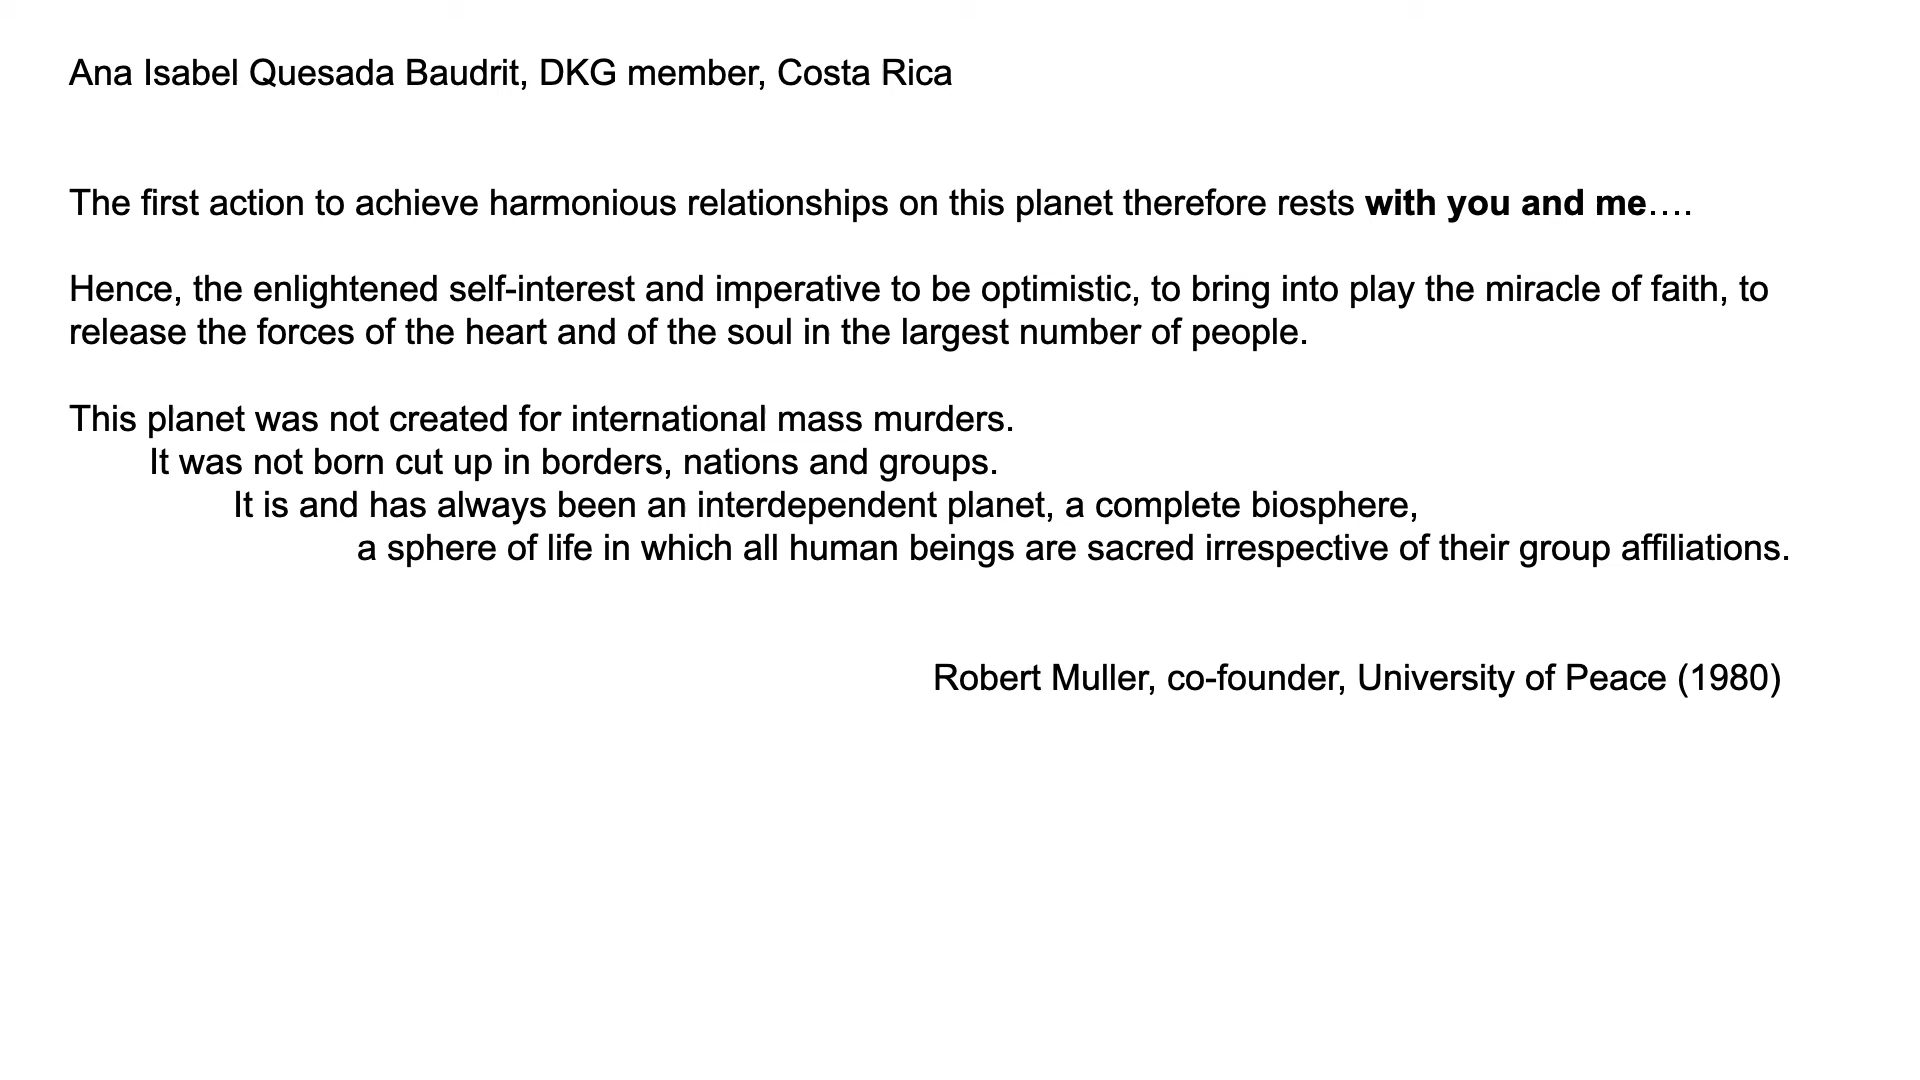 Ana Isabel Quesada Baudrit, DKG member, Costa Rica
The first action to achieve harmonious relationships on this planet therefore rests with you and me….
Hence, the enlightened self-interest and imperative to be optimistic, to bring into play the miracle of faith, to
release the forces of the heart and of the soul in the largest number of people.
This planet was not created for international mass murders.
It was not born cut up in borders, nations and groups.
It is and has always been an interdependent planet, a complete biosphere,
a sphere of life in which all human beings are sacred irrespective of their group affiliations.
Robert Muller, co-founder, University of Peace (1980)